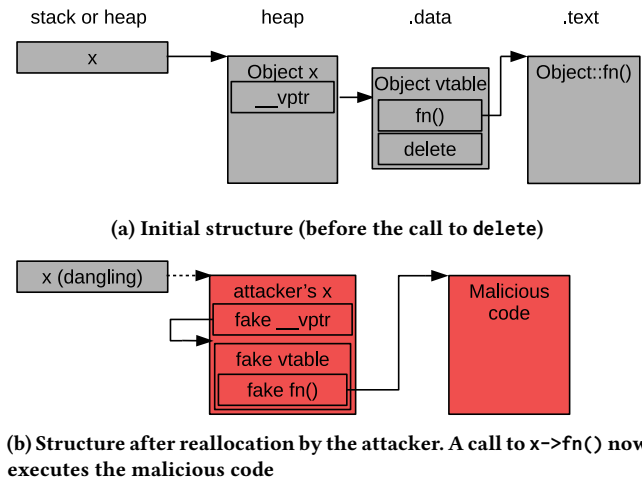 stack or heap heap .data .text
x
Object x
__vptr
Object vtable
fn()
delete
Object::fn()
(a) Initial structure (before the call to delete)
x (dangling)
attacker's x
fake __vptr
fake vtable
fake fn()
Malicious
code
(b) Structure after reallocation by the attacker. A call to x->fn() now
executes the malicious code